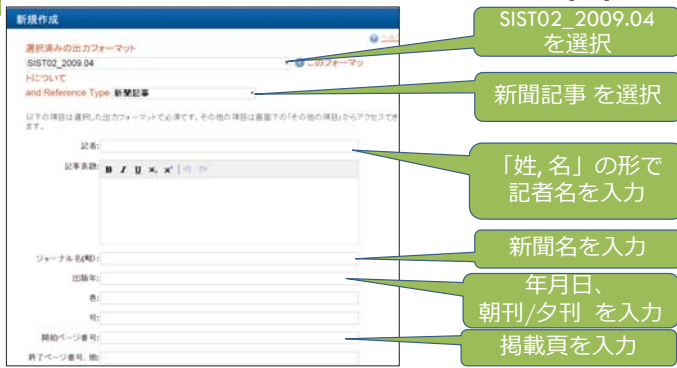 新規作成
選択済みの出力フォーマット
SIST02_2009.04
このフォーマッ
トについて
and Reference Type 新聞記事
以下の項目は選択した出力フォーマットで必須です。その他の項目は画面下の「その他の項目」からアクセスでき
ます。
記者:
記事表題:
B I U x₂ x²
ジャーナル名(略):
出版年:
巻:
号:
開始ページ番号:
終了ページ番号, 他:
SIST02_2009.04
を選択
新聞記事 を選択
「姓, 名」の形で
記者名を入力
新聞名を入力
年月日、
朝刊/夕刊 を入力
掲載頁を入力